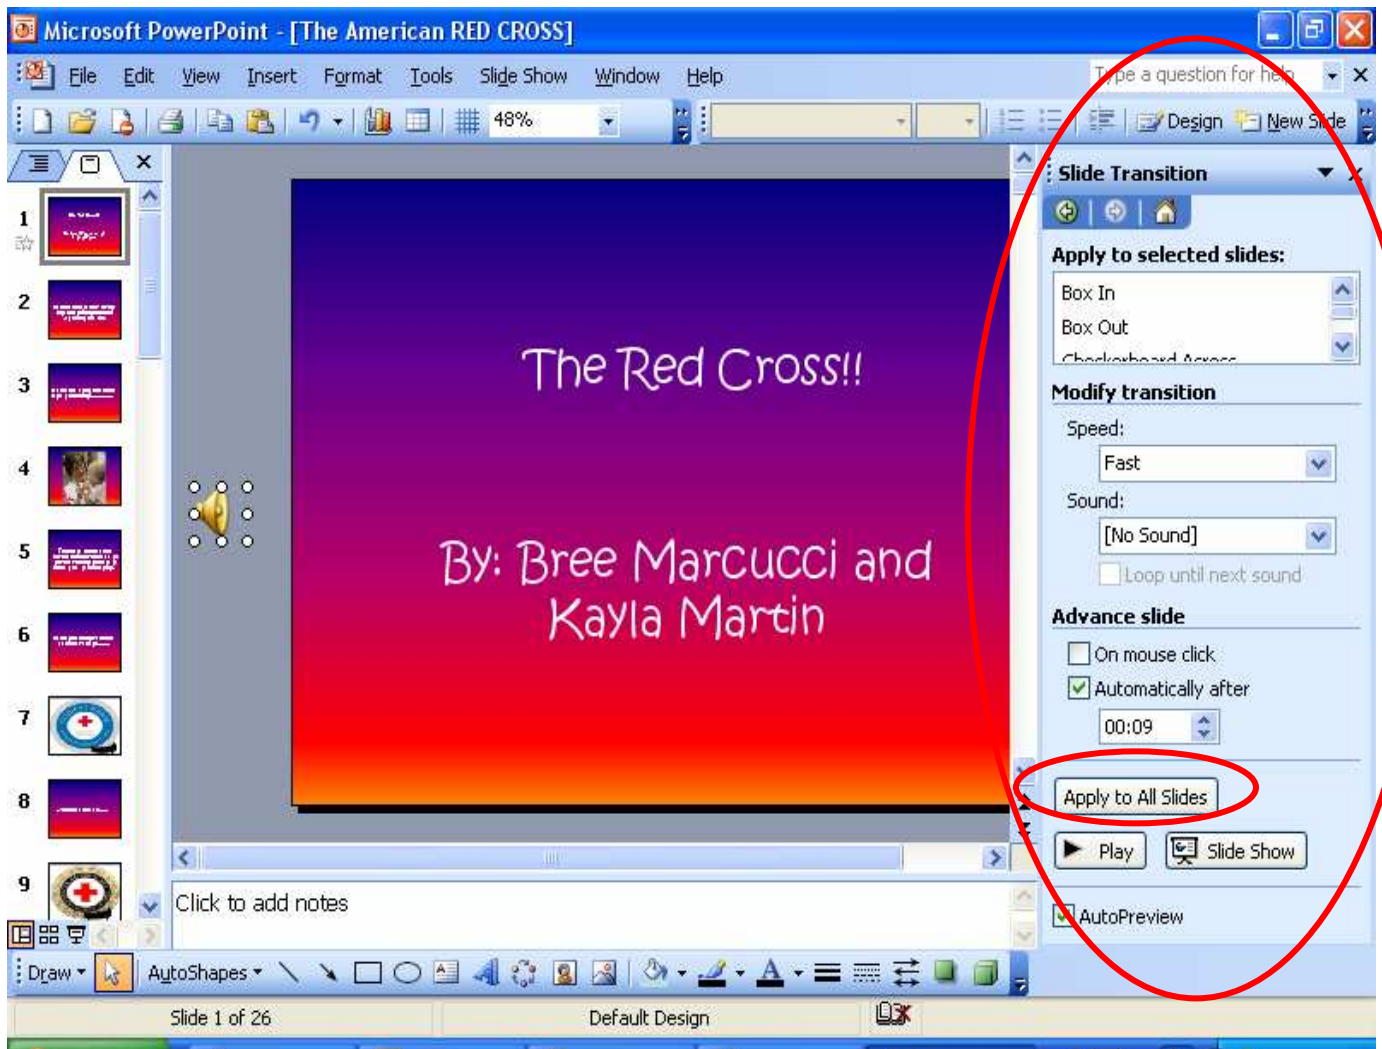 Microsoft PowerPoint - [The American RED CROSS]
File Edit View Insert Format Tools Slide Show Window Help
Type a question for help
48%
Design New Slide
Slide Transition
Apply to selected slides:
Box In
Box Out
Checkerboard Across
Modify transition
Speed:
Fast
Sound:
[No Sound]
Loop until next sound
Advance slide
On mouse click
Automatically after
00:09
Apply to All Slides
Play Slide Show
AutoPreview
1
2
3
4
5
6
7
8
9
The Red Cross!!
By: Bree Marcucci and
Kayla Martin
Click to add notes
Draw AutoShapes
Slide 1 of 26 Default Design